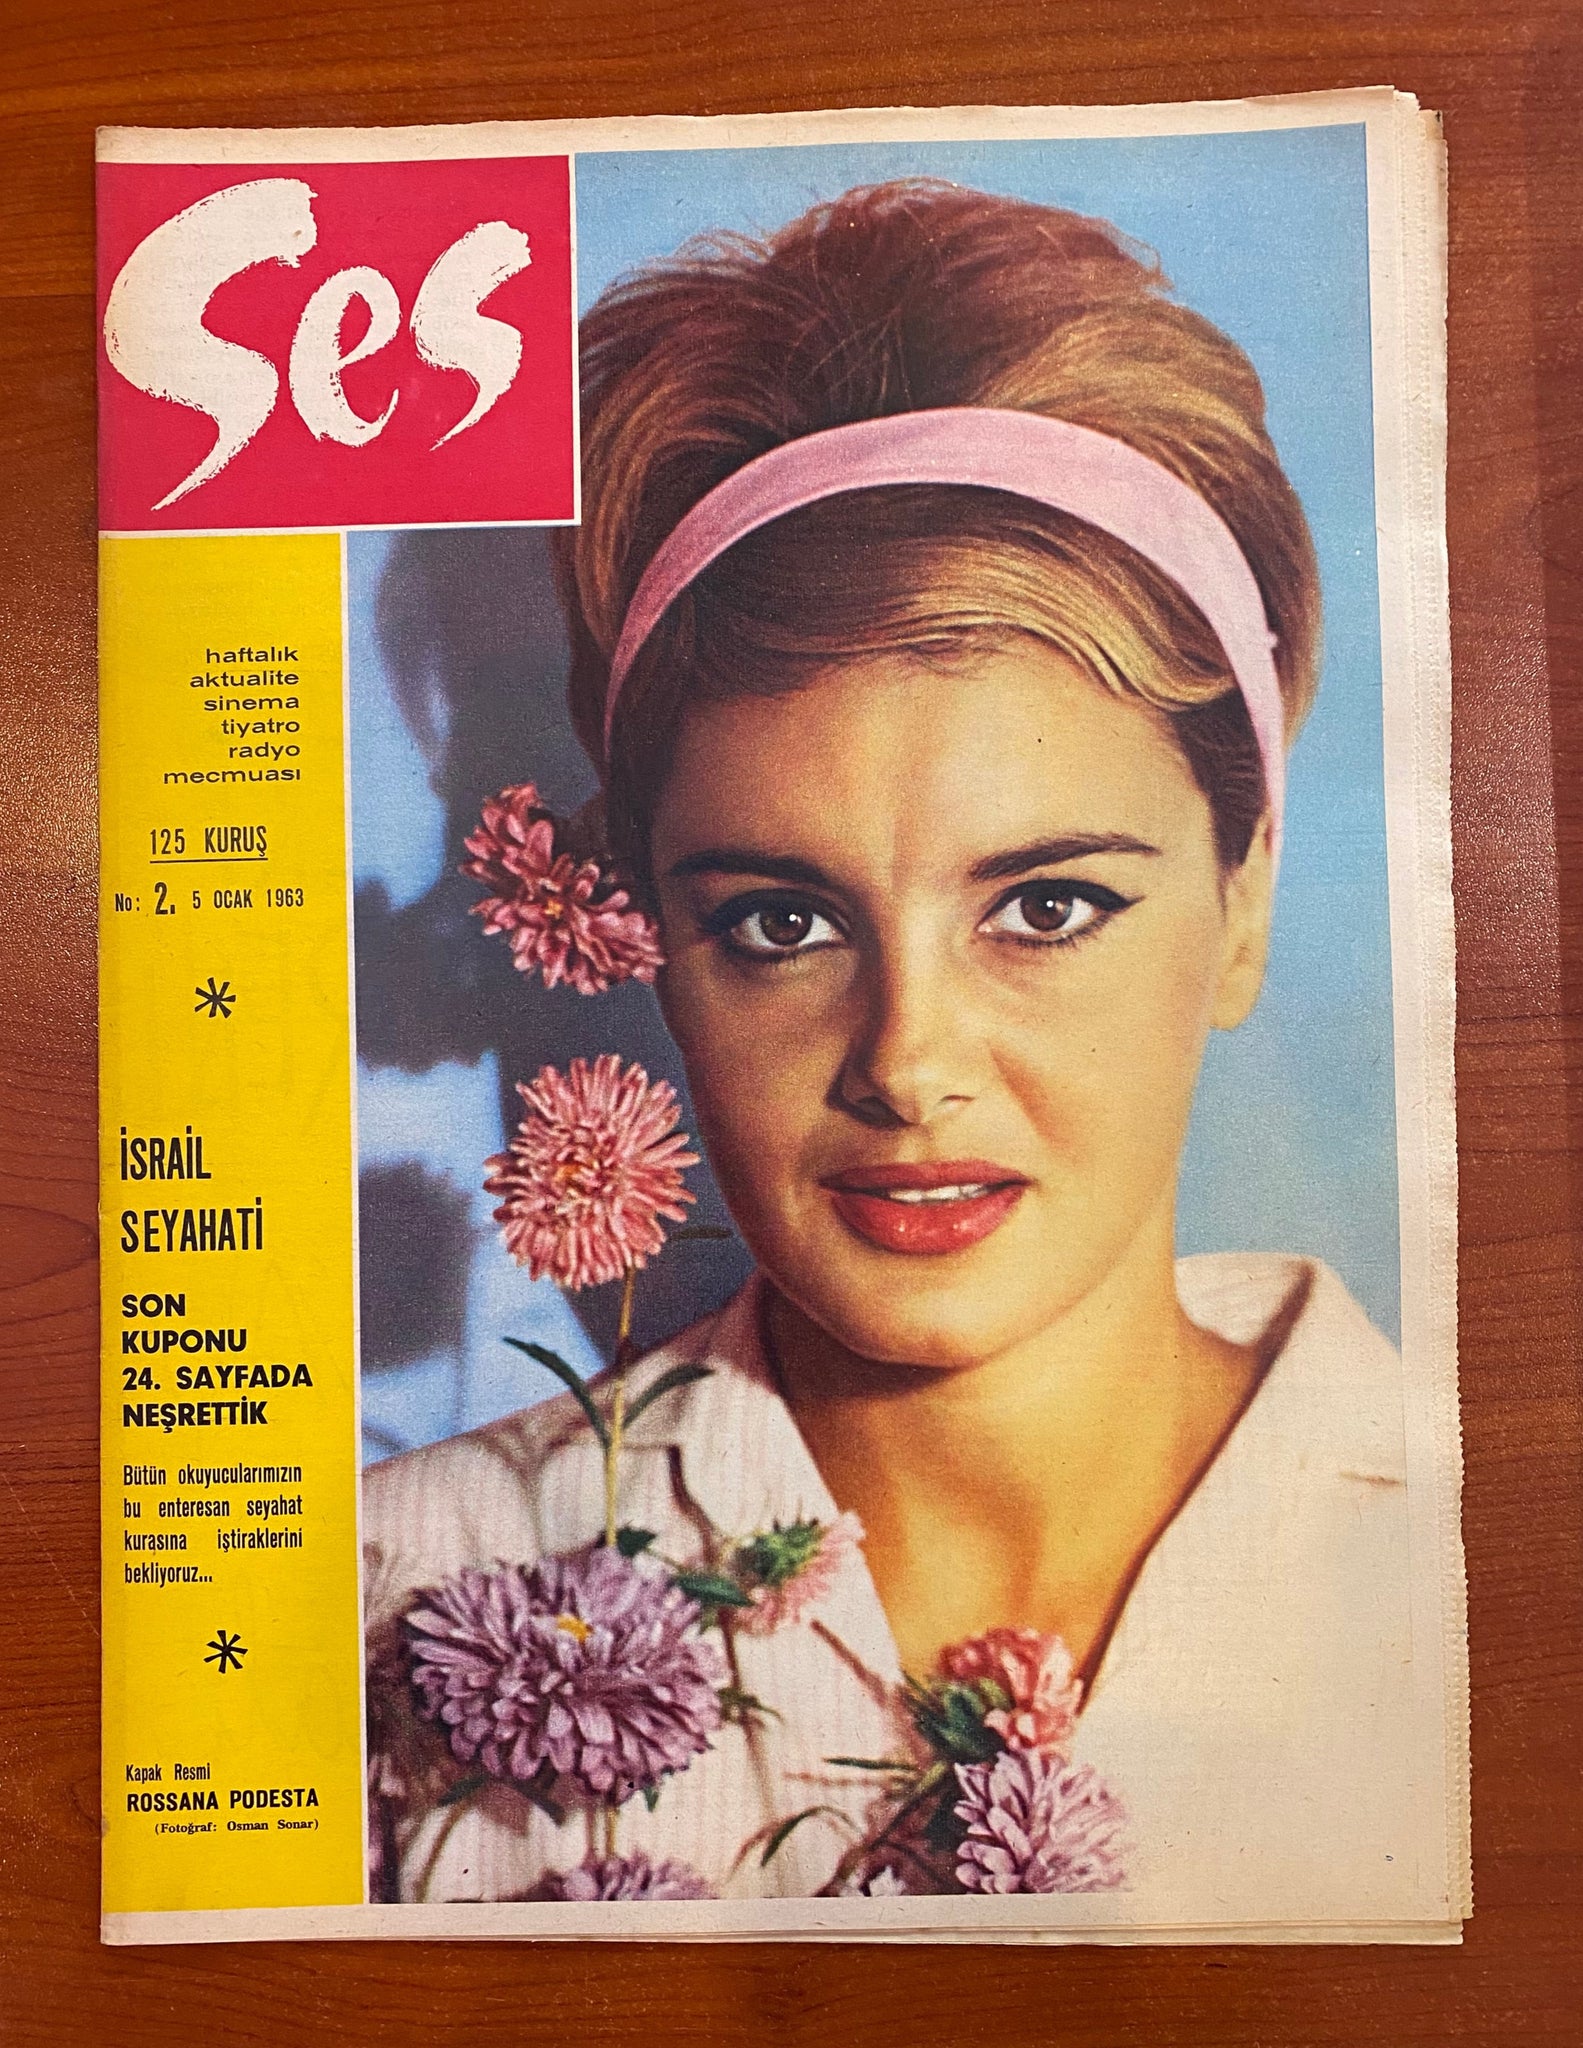 Ses
haftalık
aktualite
sinema
tiyatro
radyo
mecmuası
125 KURUŞ
No: 2. 5 OCAK 1963
*
İSRAİL
SEYAHATİ
SON
KUPONU
24. SAYFADA
NEŞRETTİK
Bütün okuyucularımızın
bu enteresan seyahat
kurasına iştiraklerini
bekliyoruz...
*
Kapak Resmi
ROSSANA PODESTA
(Fotoğraf: Osman Sonar)